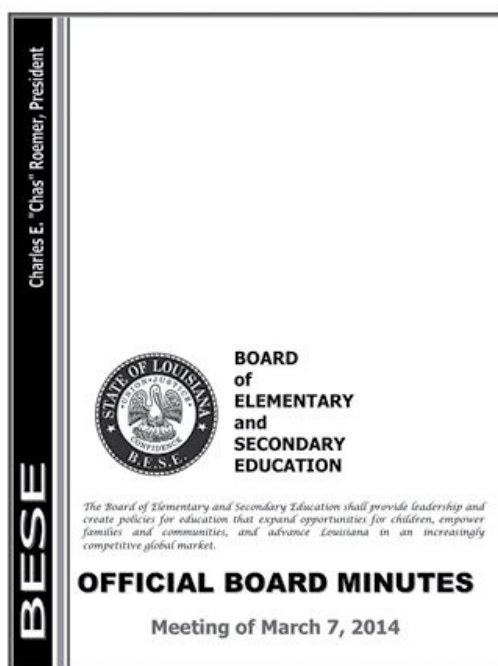 Charles E. "Chas" Roemer, President
BESE
STATE OF LOUISIANA
UNION · JUSTICE
CONFIDENCE
B.E.S.E.
BOARD
of
ELEMENTARY
and
SECONDARY
EDUCATION
The Board of Elementary and Secondary Education shall provide leadership and
create policies for education that expand opportunities for children, empower
families and communities, and advance Louisiana in an increasingly
competitive global market.
OFFICIAL BOARD MINUTES
Meeting of March 7, 2014